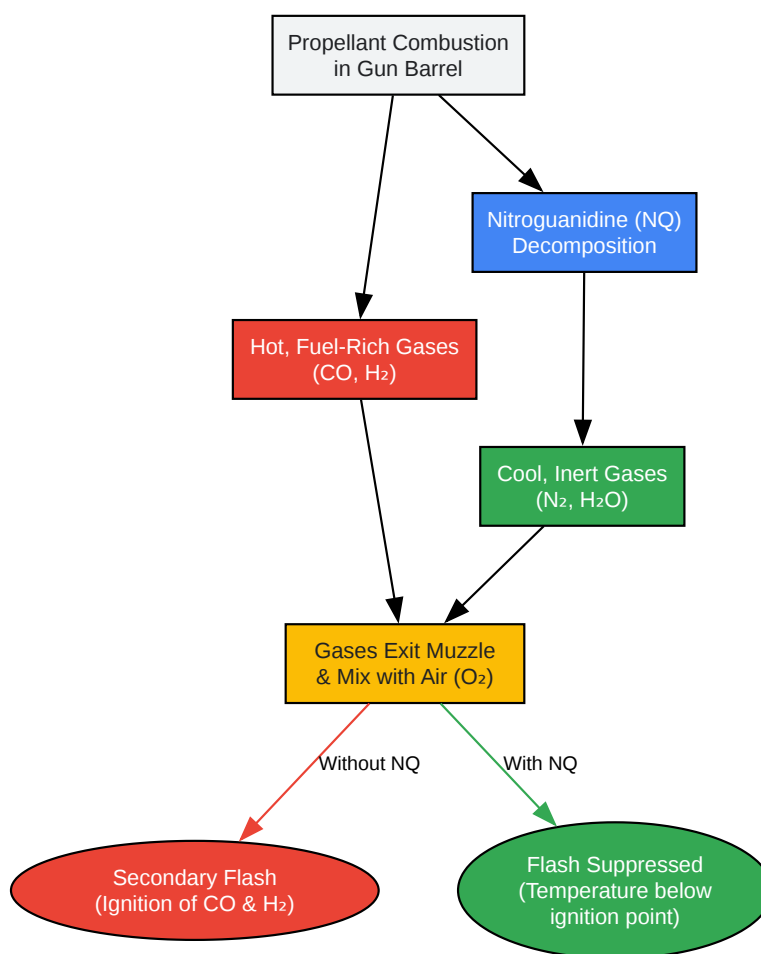 Propellant Combustion
in Gun Barrel
Nitroguanidine (NQ)
Decomposition
Hot, Fuel-Rich Gases
(CO, H₂)
Cool, Inert Gases
(N₂, H₂O)
Gases Exit Muzzle
& Mix with Air (O₂)
Without NQ
With NQ
Secondary Flash
(Ignition of CO & H₂)
Flash Suppressed
(Temperature below
ignition point)